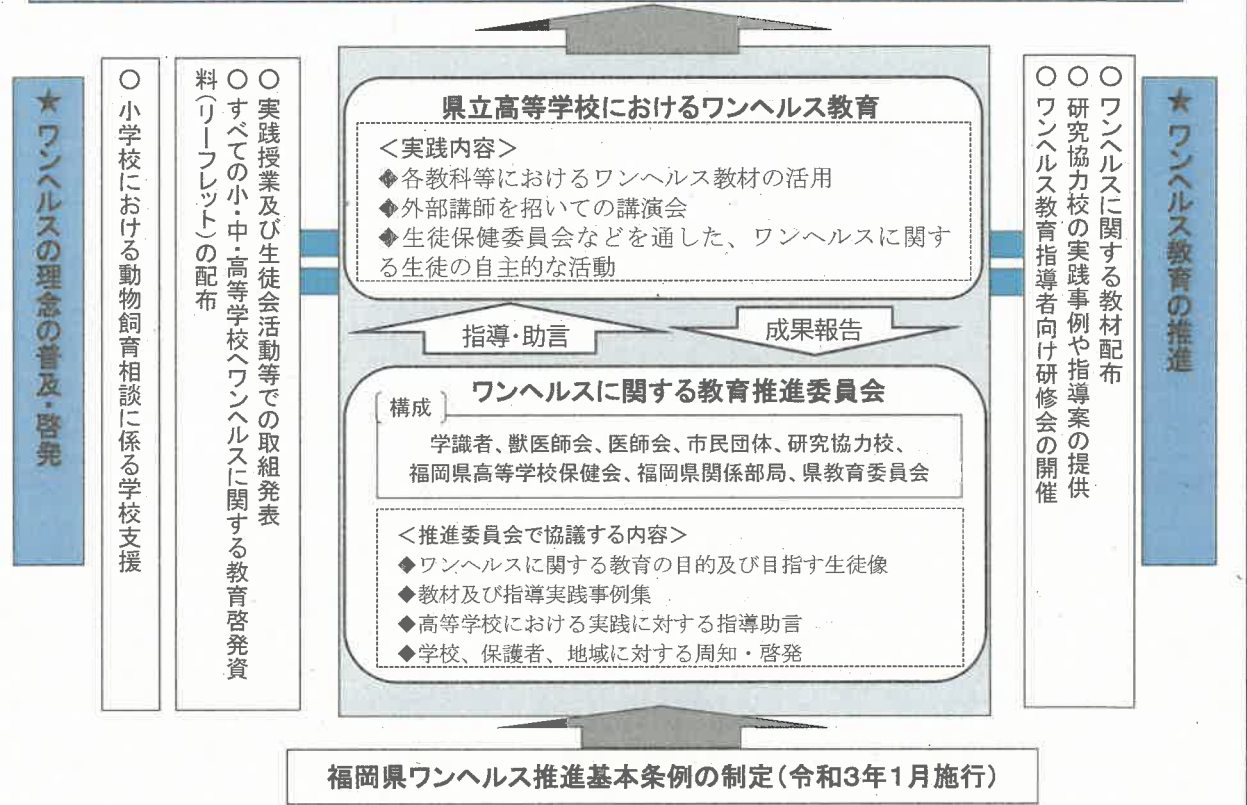 ★ ワンヘルス教育の推進
○ ワンヘルスに関する教材配布
○ 研究協力校の実践事例や指導案の提供
○ ワンヘルス教育指導者向け研修会の開催
県立高等学校におけるワンヘルス教育
＜実践内容＞
◆各教科等におけるワンヘルス教材の活用
◆外部講師を招いての講演会
◆生徒保健委員会などを通した、ワンヘルスに関す
る生徒の自主的な活動
指導・助言
成果報告
ワンヘルスに関する教育推進委員会
構成
学識者、獣医師会、医師会、市民団体、研究協力校、
福岡県高等学校保健会、福岡県関係部局、県教育委員会
＜推進委員会で協議する内容＞
◆ワンヘルスに関する教育の目的及び目指す生徒像
◆教材及び指導実践事例集
◆高等学校における実践に対する指導助言
◆学校、保護者、地域に対する周知・啓発
○ 実践授業及び生徒会活動等での取組発表
○ すべての小・中・高等学校へワンヘルスに関する教育啓発資
料（リーフレット）の配布
○ 小学校における動物飼育相談に係る学校支援
★ ワンヘルスの理念の普及・啓発
福岡県ワンヘルス推進基本条例の制定（令和3年1月施行）